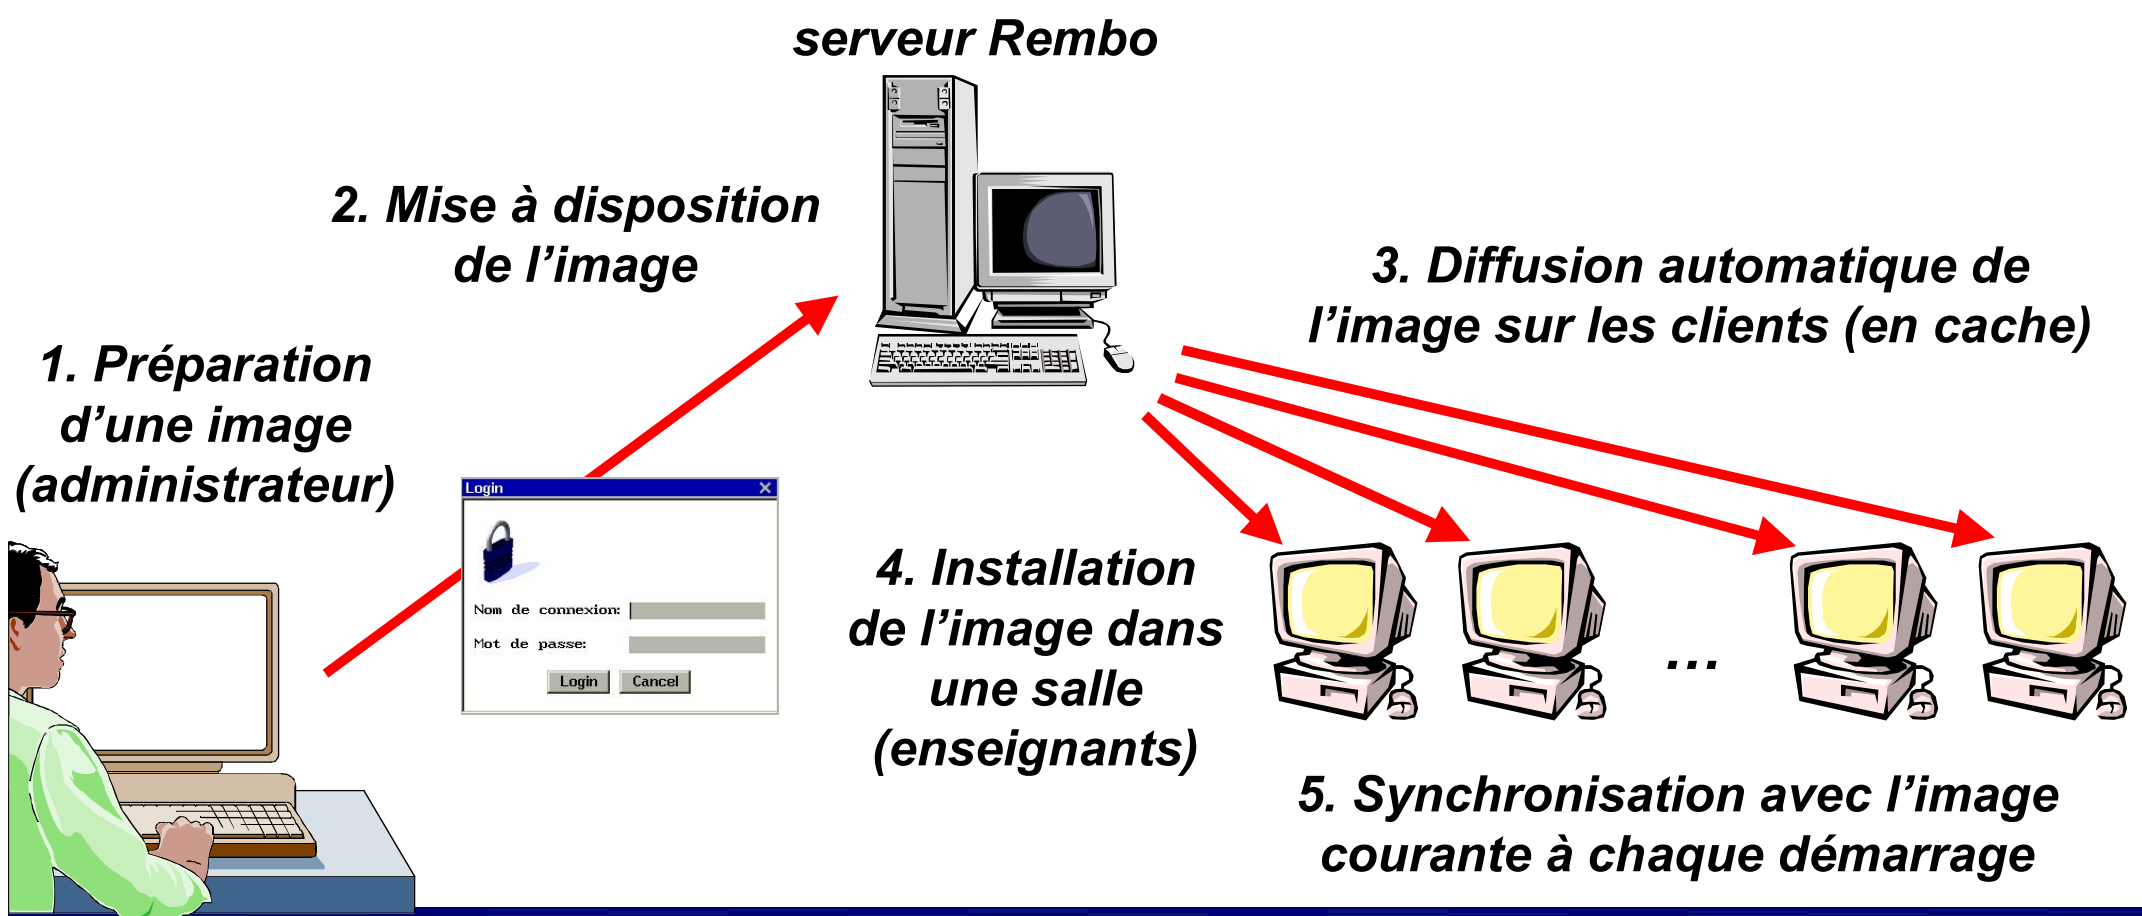 serveur Rembo
2. Mise à disposition
de l’image
3. Diffusion automatique de
l’image sur les clients (en cache)
1. Préparation
d’une image
(administrateur)
Login
Nom de connexion:
Mot de passe:
Login Cancel
4. Installation
de l’image dans
une salle
(enseignants)
...
5. Synchronisation avec l’image
courante à chaque démarrage